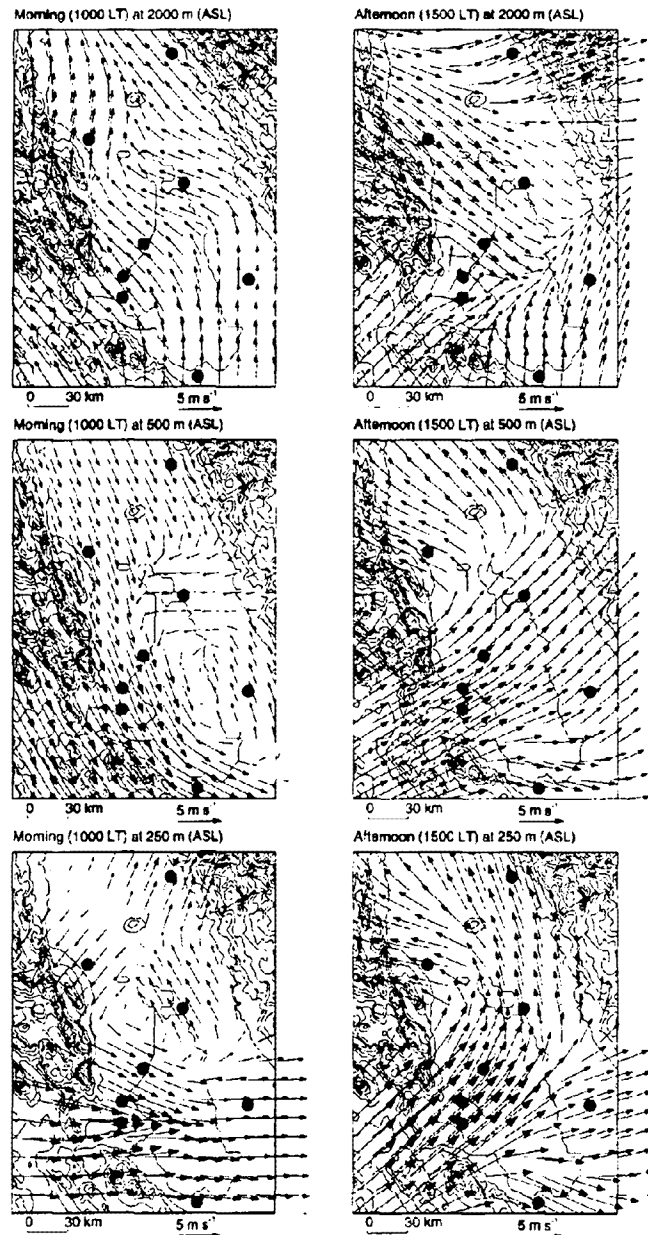 Morning (1000 LT) at 2000 m (ASL)
Afternoon (1500 LT) at 2000 m (ASL)
0 30 km 5 m s⁻¹
0 30 km 5 m s⁻¹
Morning (1000 LT) at 500 m (ASL)
Afternoon (1500 LT) at 500 m (ASL)
0 30 km 5 m s⁻¹
0 30 km 5 m s⁻¹
Morning (1000 LT) at 250 m (ASL)
Afternoon (1500 LT) at 250 m (ASL)
0 30 km 5 m s⁻¹
0 30 km 5 m s⁻¹